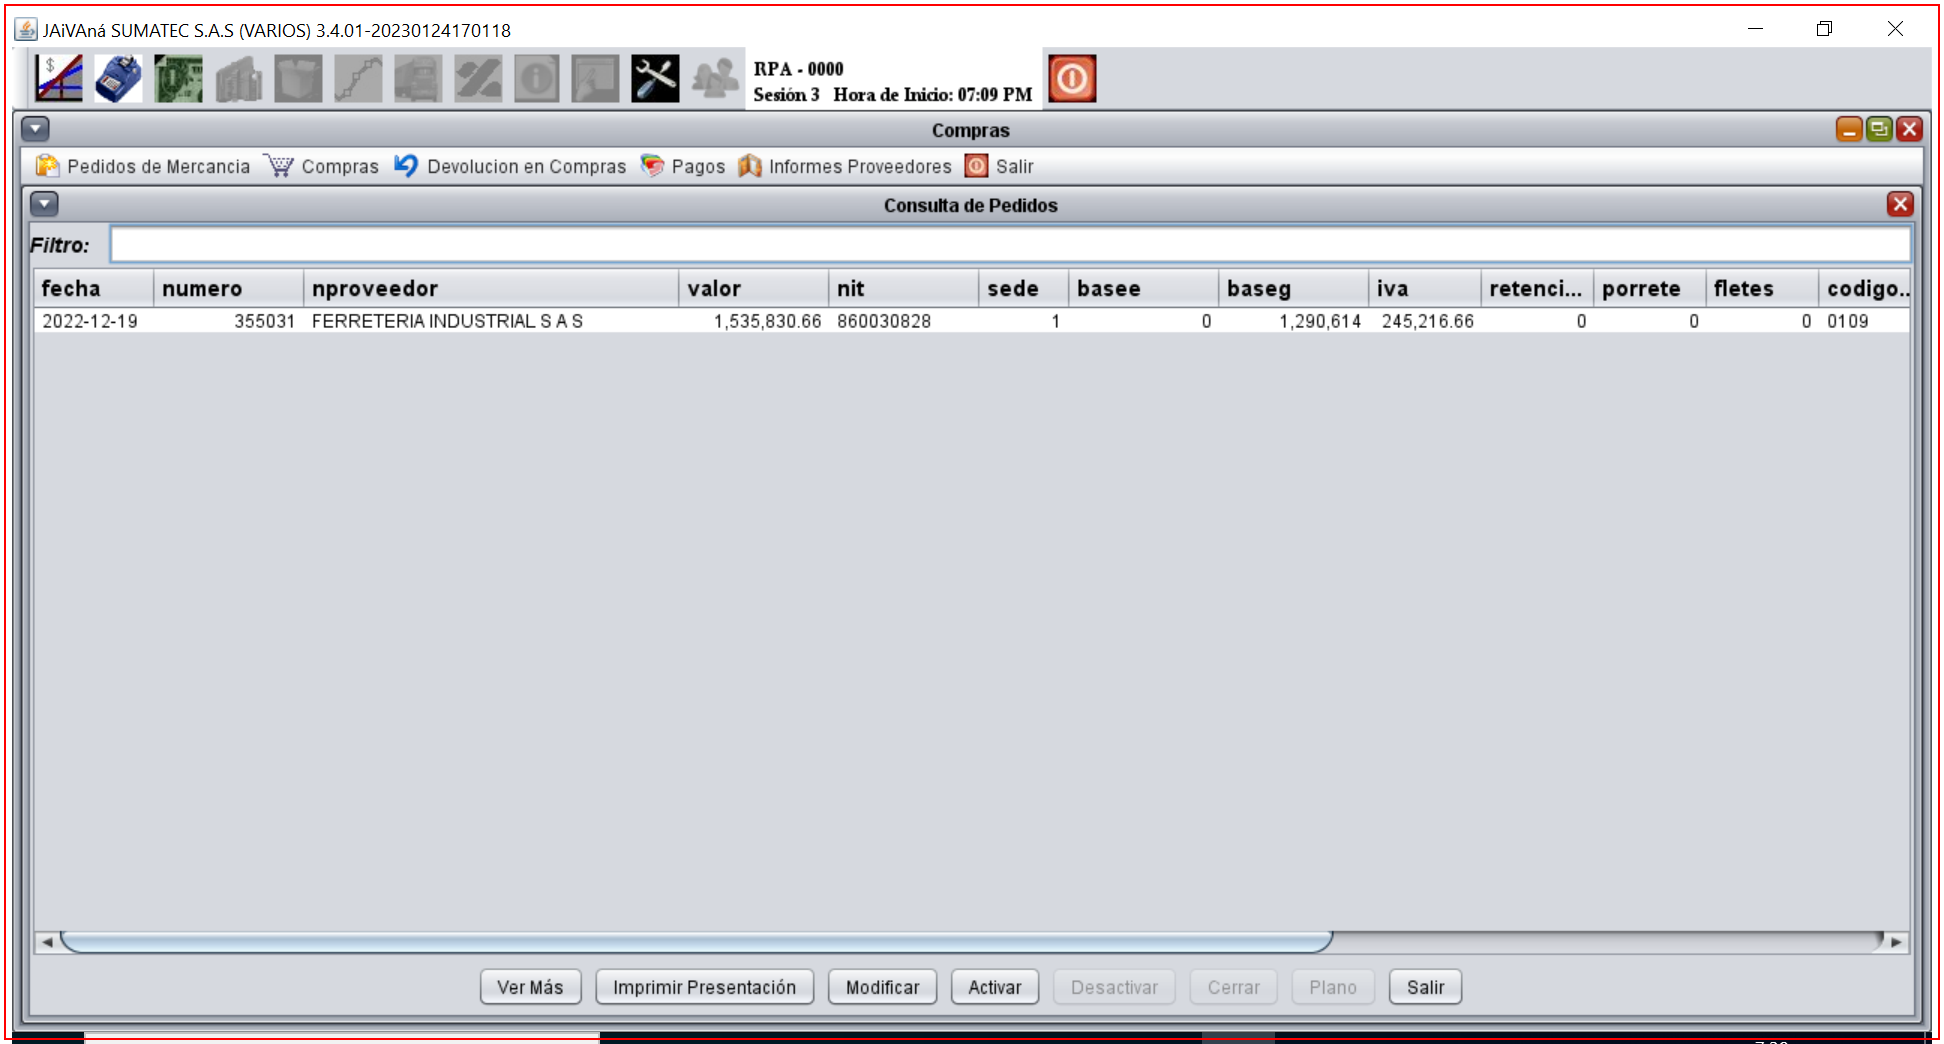 JAiVAná SUMATEC S.A.S (VARIOS) 3.4.01-20230124170118
RPA - 0000
Sesión 3 Hora de Inicio: 07:09 PM
Compras
Pedidos de Mercancia Compras Devolucion en Compras Pagos Informes Proveedores Salir
Consulta de Pedidos
Filtro:
fecha numero nproveedor valor nit sede basee baseg iva retenci... porrete fletes codigo..
2022-12-19 355031 FERRETERIA INDUSTRIAL S A S 1,535,830.66 860030828 1 0 1,290,614 245,216.66 0 0 0 0109
Ver Más Imprimir Presentación Modificar Activar Desactivar Cerrar Plano Salir